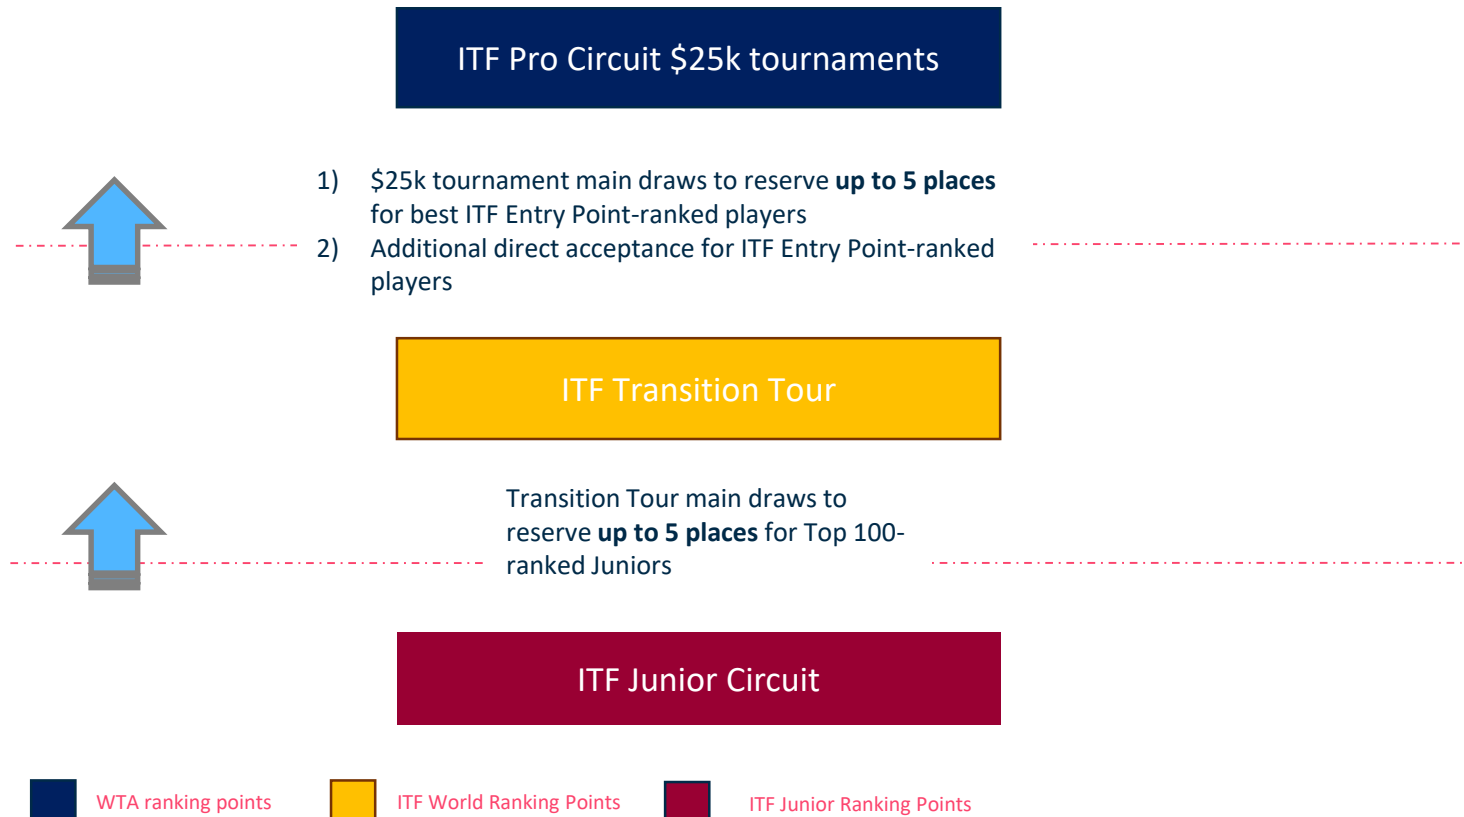 ITF Pro Circuit $25k tournaments
1) $25k tournament main draws to reserve up to 5 places
for best ITF Entry Point-ranked players
2) Additional direct acceptance for ITF Entry Point-ranked
players
ITF Transition Tour
Transition Tour main draws to
reserve up to 5 places for Top 100-
ranked Juniors
ITF Junior Circuit
WTA ranking points
ITF World Ranking Points
ITF Junior Ranking Points